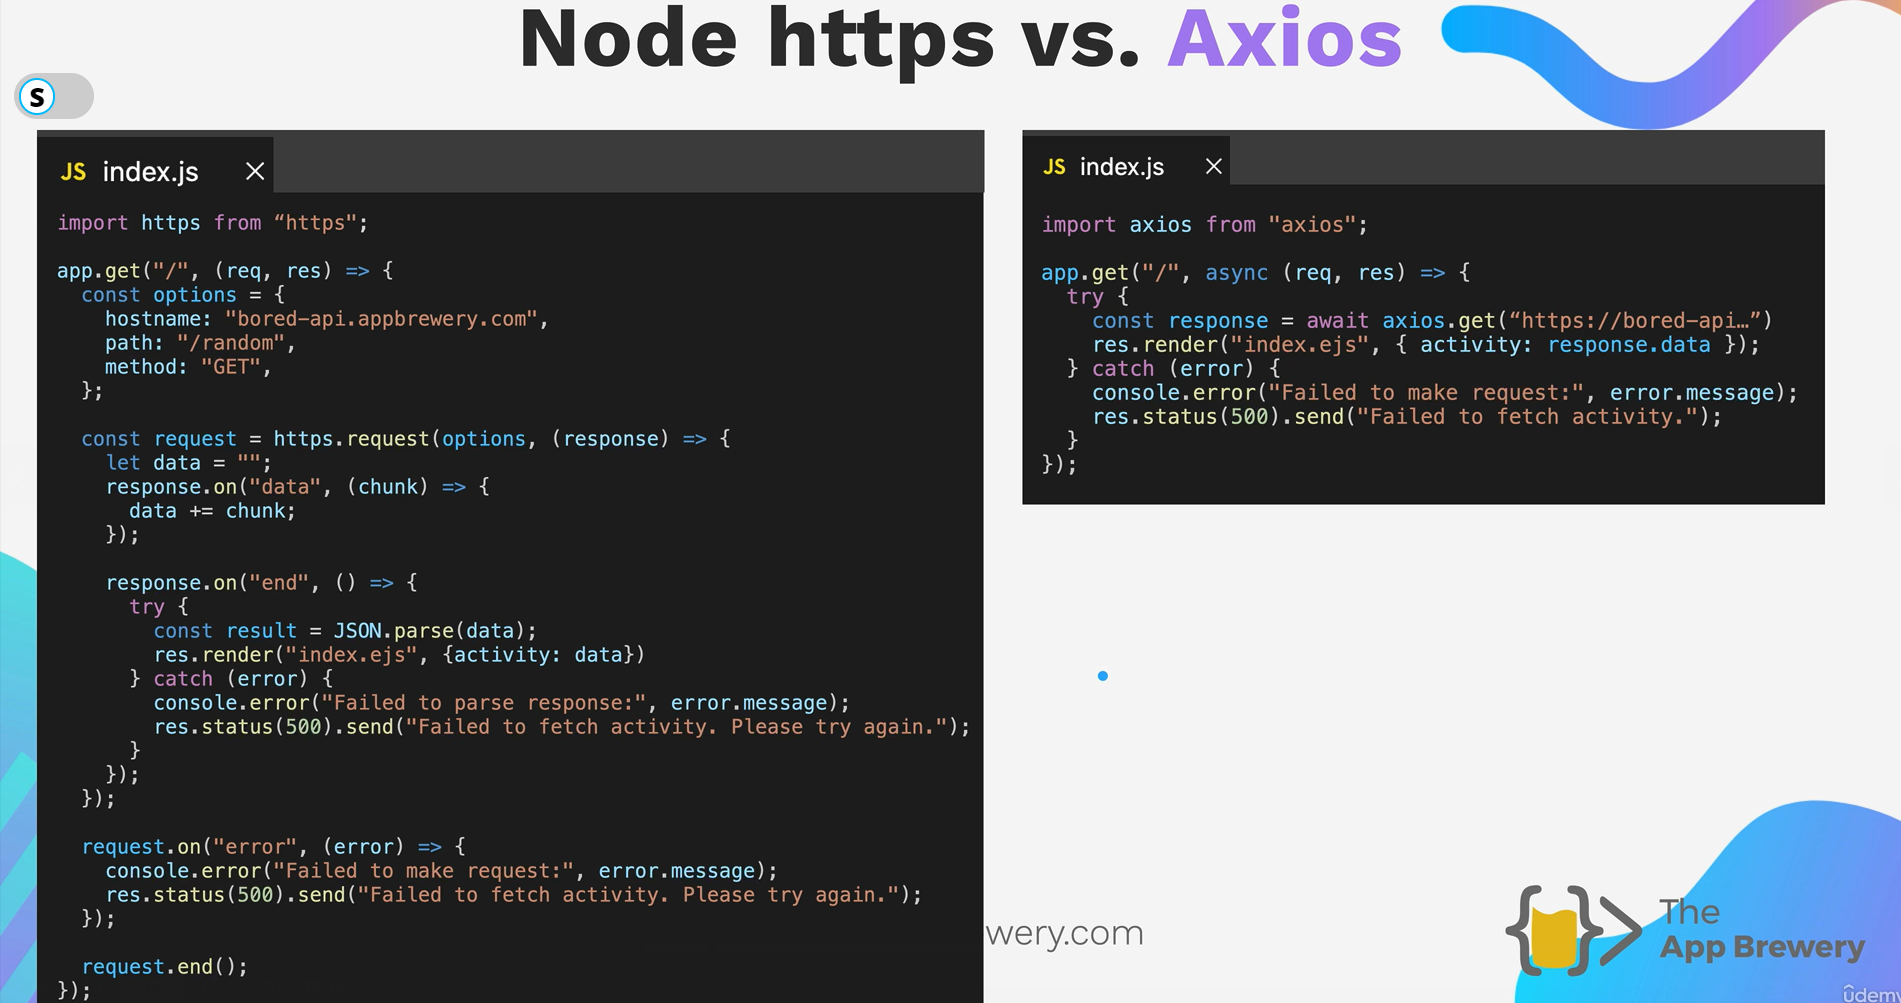 Node https vs. Axios
S
JS index.js ×
import https from “https";
app.get("/", (req, res) => {
  const options = {
    hostname: "bored-api.appbrewery.com",
    path: "/random",
    method: "GET",
  };
  const request = https.request(options, (response) => {
    let data = "";
    response.on("data", (chunk) => {
      data += chunk;
    });
    response.on("end", () => {
      try {
        const result = JSON.parse(data);
        res.render("index.ejs", {activity: data})
      } catch (error) {
        console.error("Failed to parse response:", error.message);
        res.status(500).send("Failed to fetch activity. Please try again.");
      }
    });
  });
  request.on("error", (error) => {
    console.error("Failed to make request:", error.message);
    res.status(500).send("Failed to fetch activity. Please try again.");
  });
  request.end();
});
JS index.js ×
import axios from "axios";
app.get("/", async (req, res) => {
  try {
    const response = await axios.get(“https://bored-api…”)
    res.render("index.ejs", { activity: response.data });
  } catch (error) {
    console.error("Failed to make request:", error.message);
    res.status(500).send("Failed to fetch activity.");
  }
});
wery.com
The
App Brewery
udemy